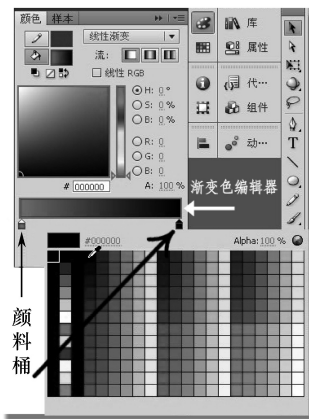 颜色 样本
线性渐变
流:
线性 RGB
H: 0 °
S: 0 %
B: 0 %
R: 0
G: 0
B: 0
# 000000 A: 100 %
库
属性
代…
组件
动…
T
渐变色编辑器
#000000 Alpha: 100 %
颜料桶